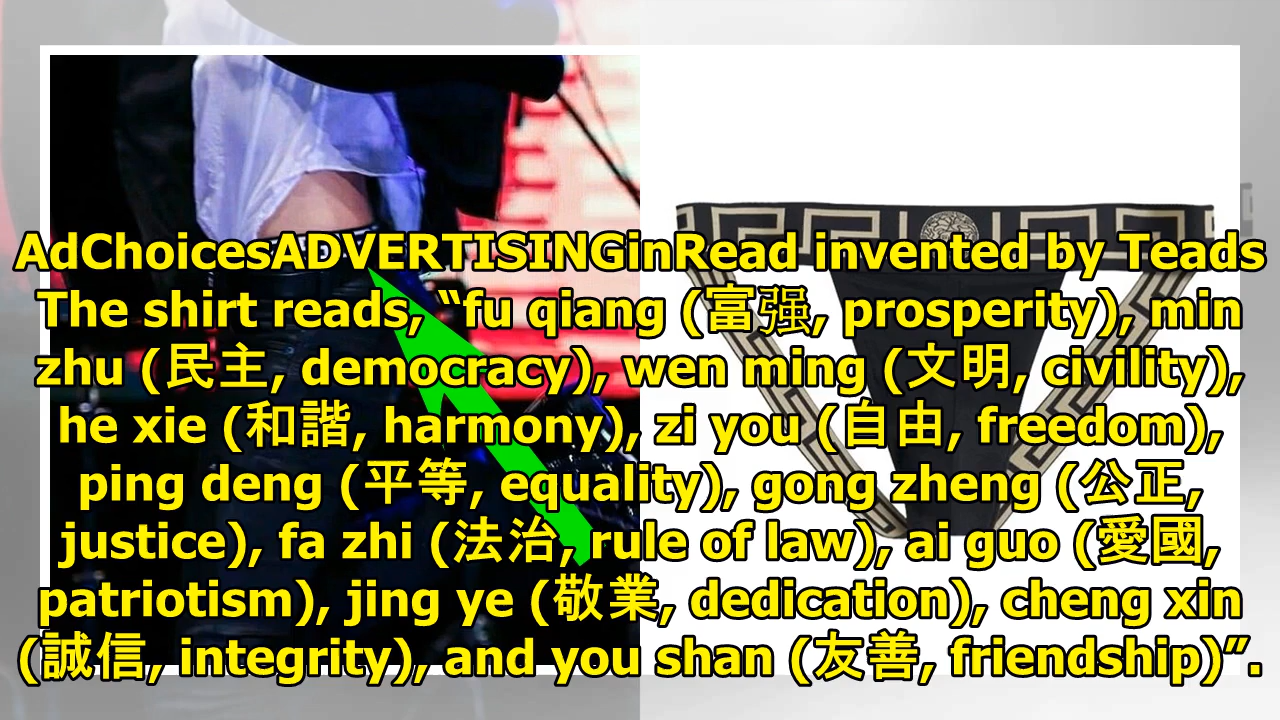 AdChoicesADVERTISINGinRead invented by Teads
The shirt reads, “fu qiang (富强, prosperity), min
zhu (民主, democracy), wen ming (文明, civility),
he xie (和諧, harmony), zi you (自由, freedom),
ping deng (平等, equality), gong zheng (公正,
justice), fa zhi (法治, rule of law), ai guo (愛國,
patriotism), jing ye (敬業, dedication), cheng xin
(誠信, integrity), and you shan (友善, friendship)”.